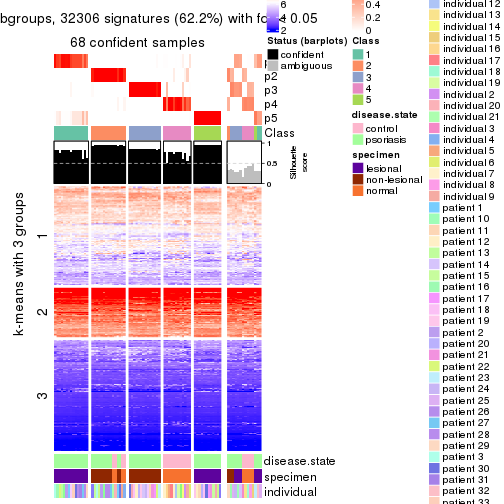 bgroups, 32306 signatures (62.2%) with fdr < 0.05
68 confident samples
p2
p3
p4
p5
Class
1
0.5
0
Silhouette
score
k-means with 3 groups
1
2
3
disease.state
specimen
individual
6
4
2
0.4
0.2
0
Status (barplots)
confident
ambiguous
Class
1
2
3
4
5
disease.state
control
psoriasis
specimen
lesional
non-lesional
normal
individual 12
individual 13
individual 14
individual 15
individual 16
individual 17
individual 18
individual 19
individual 2
individual 20
individual 21
individual 3
individual 4
individual 5
individual 6
individual 7
individual 8
individual 9
patient 1
patient 10
patient 11
patient 12
patient 13
patient 14
patient 15
patient 16
patient 17
patient 18
patient 19
patient 2
patient 20
patient 21
patient 22
patient 23
patient 24
patient 25
patient 26
patient 27
patient 28
patient 29
patient 3
patient 30
patient 31
patient 32
patient 33